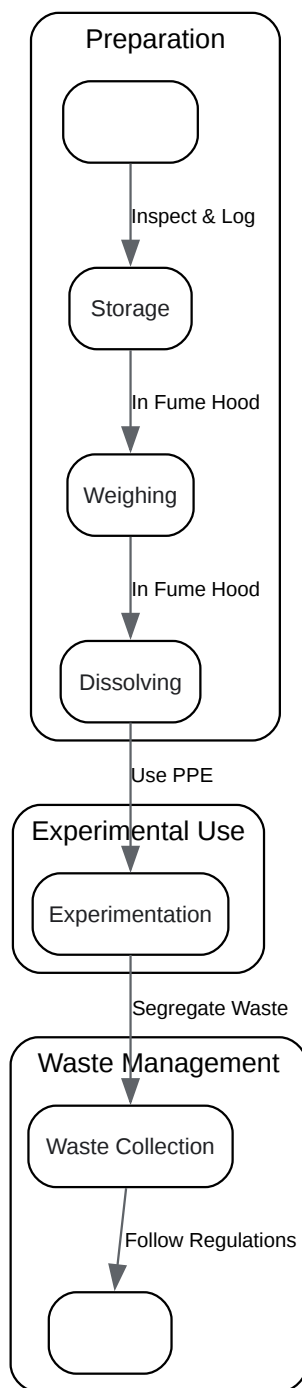 Preparation
Inspect & Log
Storage
In Fume Hood
Weighing
In Fume Hood
Dissolving
Use PPE
Experimental Use
Experimentation
Segregate Waste
Waste Management
Waste Collection
Follow Regulations